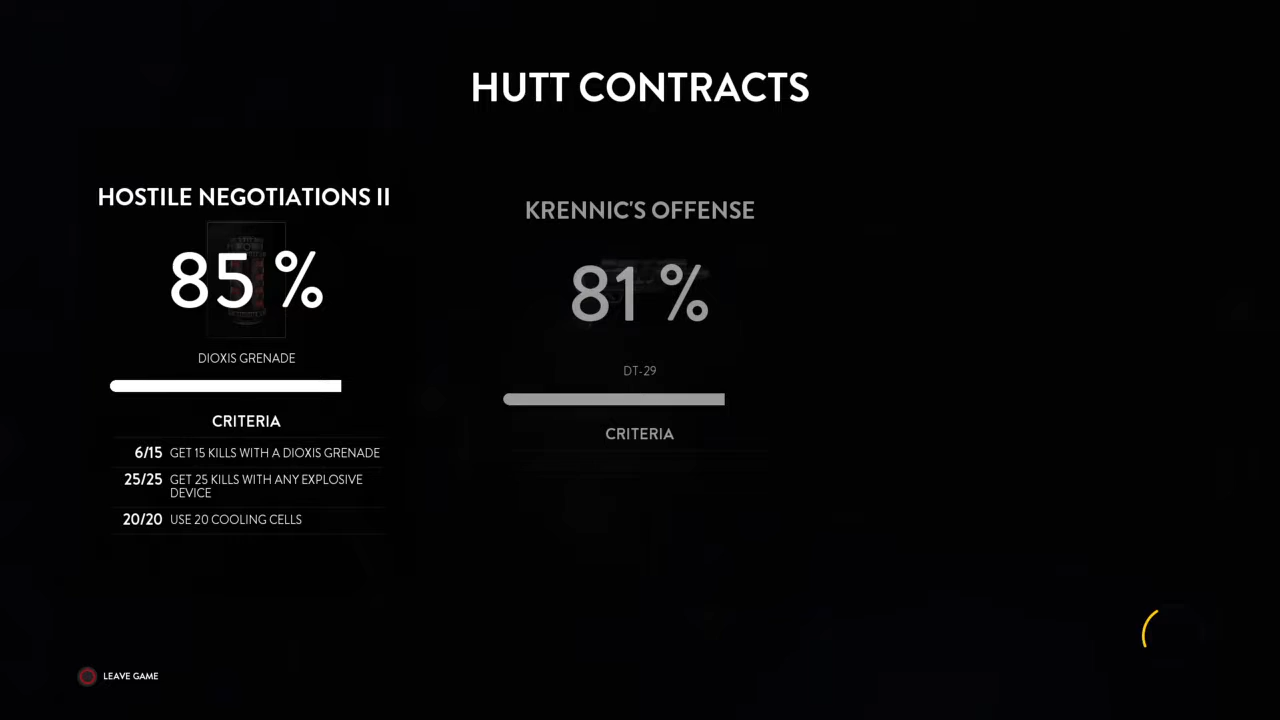 HUTT CONTRACTS
HOSTILE NEGOTIATIONS II
85 %
DIOXIS GRENADE
CRITERIA
6/15 GET 15 KILLS WITH A DIOXIS GRENADE
25/25 GET 25 KILLS WITH ANY EXPLOSIVE
DEVICE
20/20 USE 20 COOLING CELLS
KRENNIC'S OFFENSE
81 %
DT-29
CRITERIA
LEAVE GAME